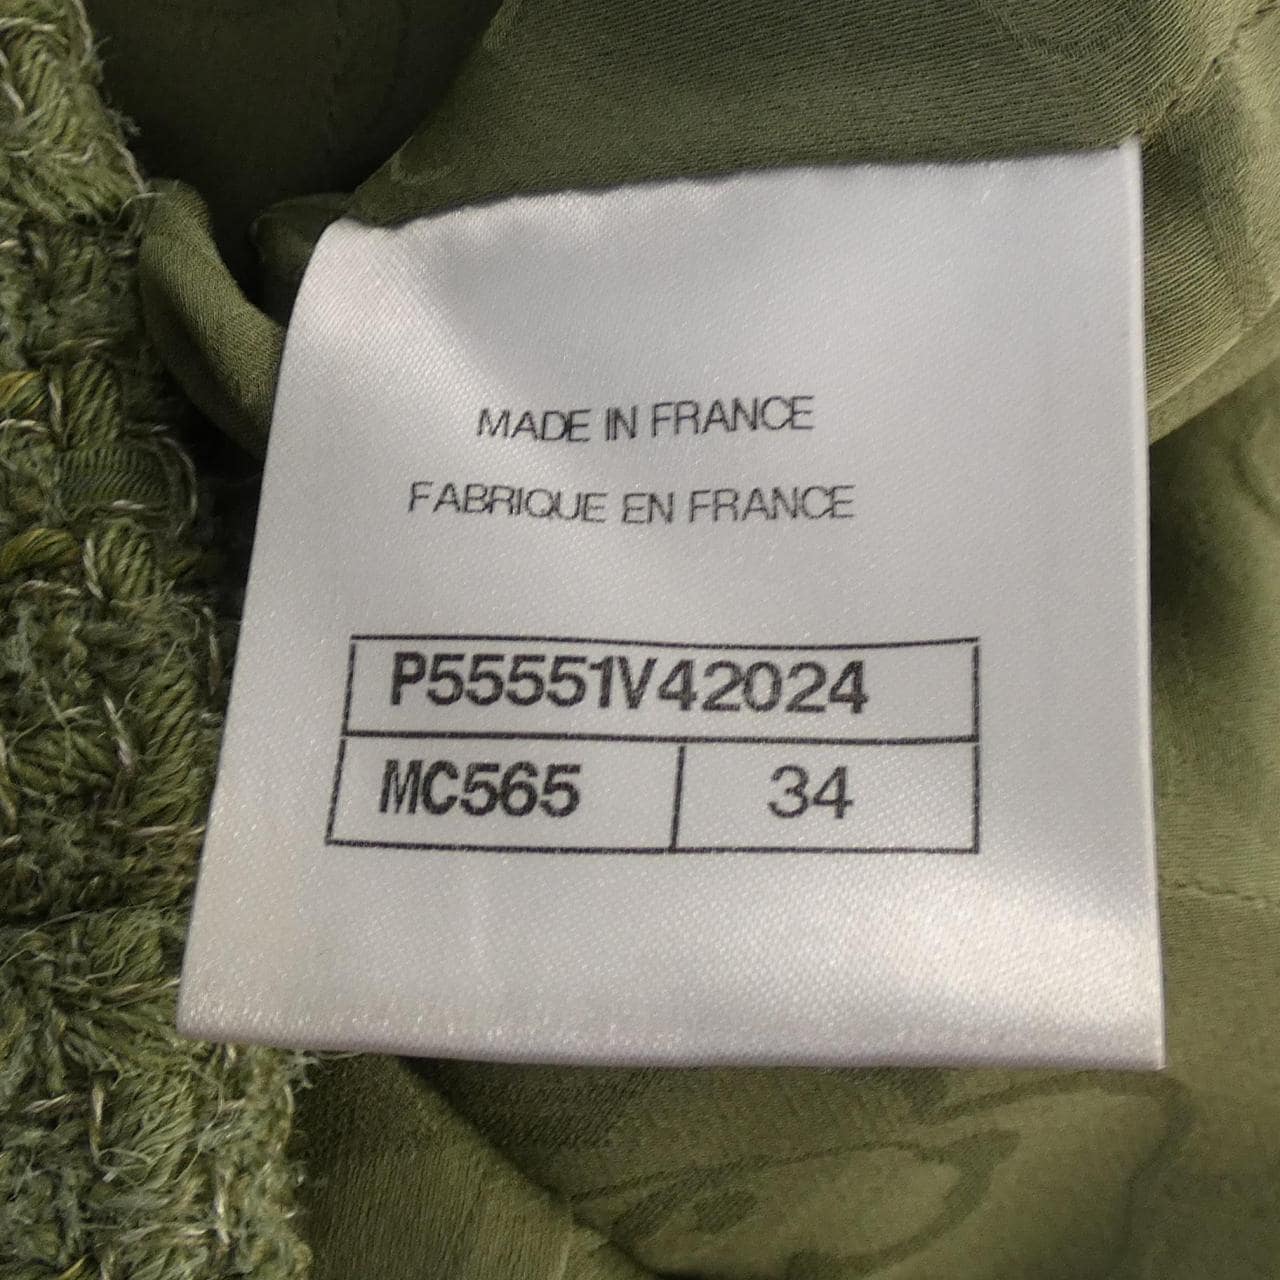 MADE IN FRANCE
FABRIQUE EN FRANCE
P55551V42024
MC565 34